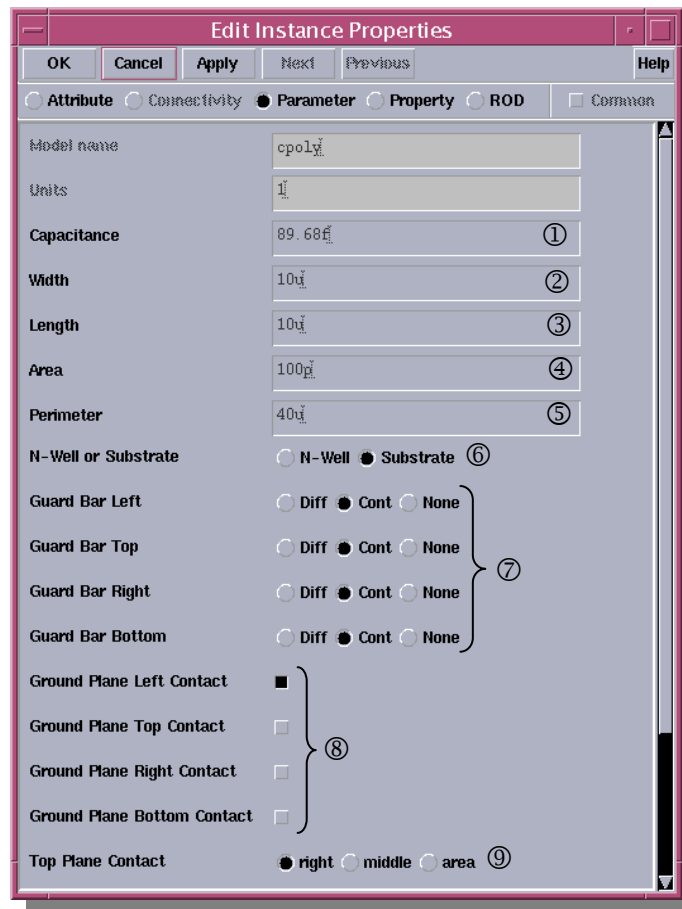 Edit Instance Properties
OK Cancel Apply Next Previous Help
Attribute Connectivity Parameter Property ROD Common
Model name cpoly
Units 1
Capacitance 89.68f ①
Width 10u ②
Length 10u ③
Area 100p ④
Perimeter 40u ⑤
N-Well or Substrate N-Well Substrate ⑥
Guard Bar Left Diff Cont None
Guard Bar Top Diff Cont None
⑦
Guard Bar Right Diff Cont None
Guard Bar Bottom Diff Cont None
Ground Plane Left Contact
Ground Plane Top Contact
⑧
Ground Plane Right Contact
Ground Plane Bottom Contact
Top Plane Contact right middle area ⑨